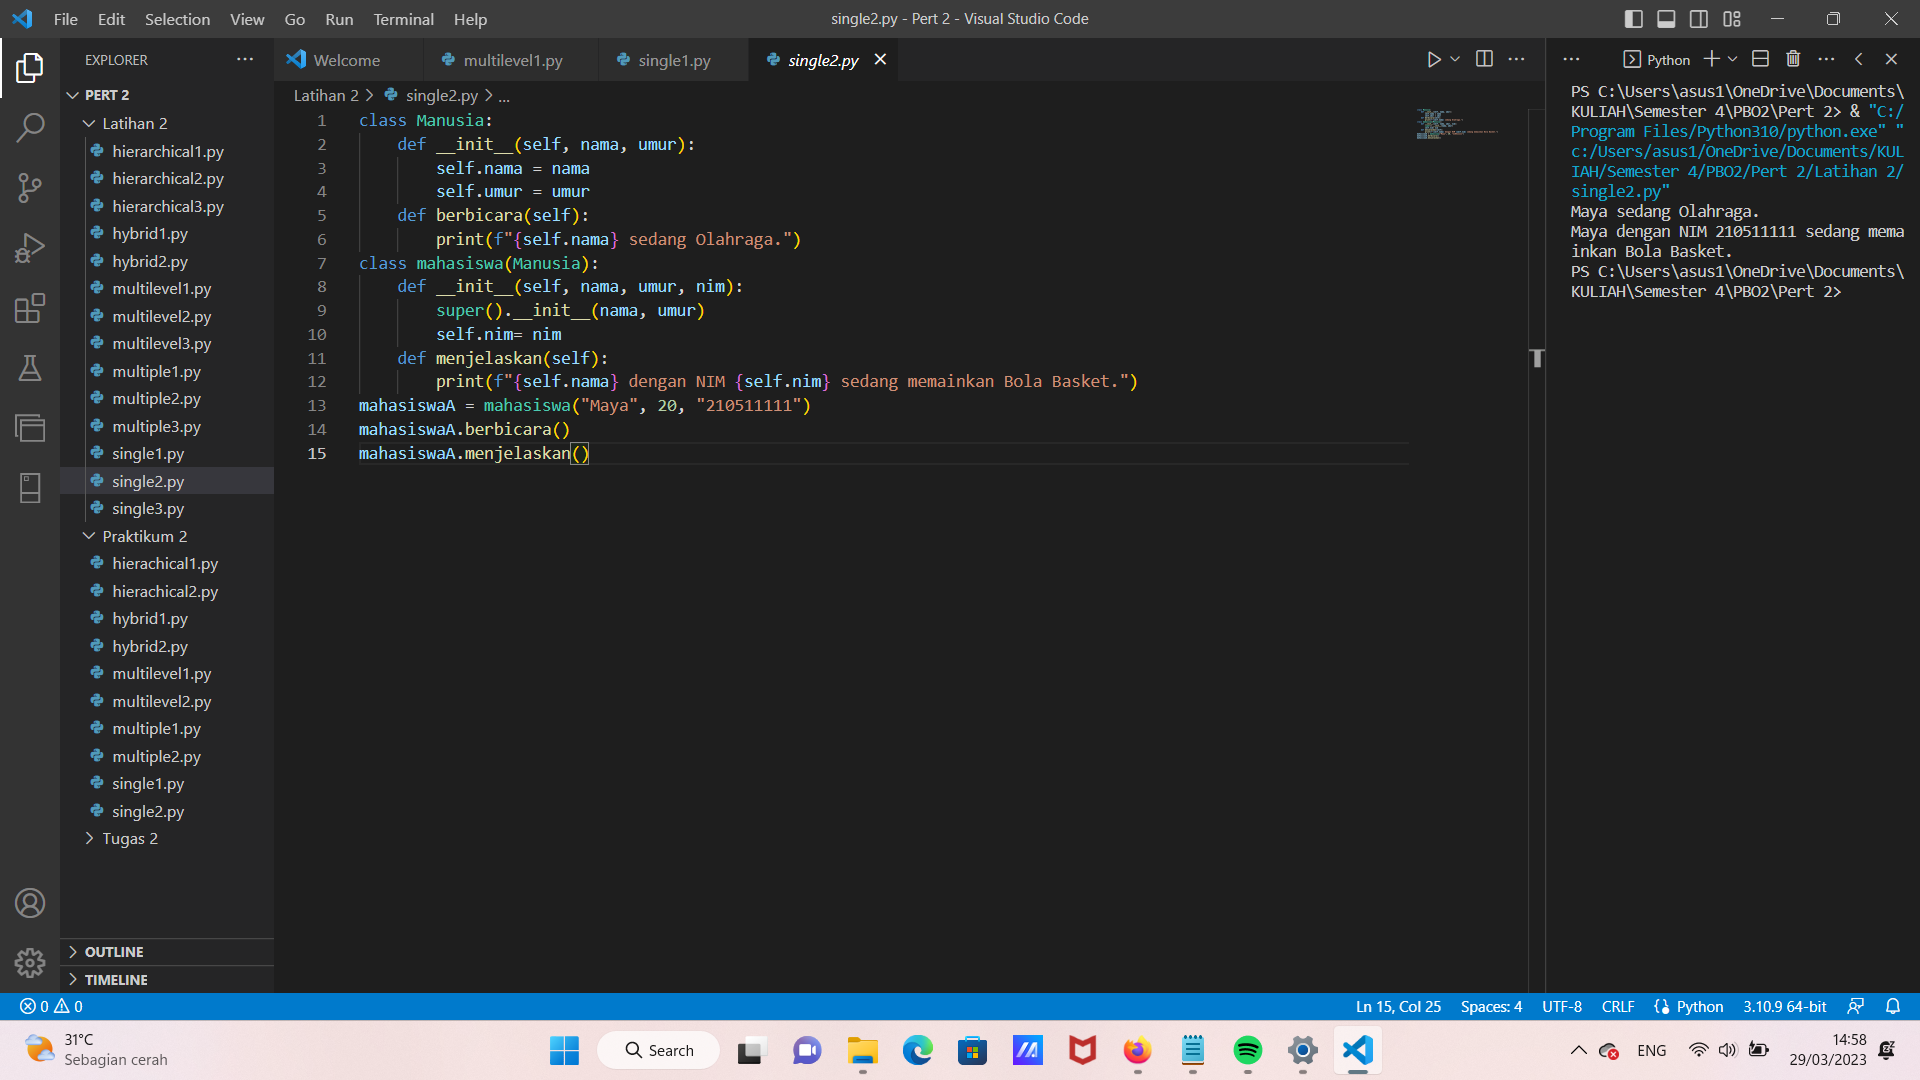 File Edit Selection View Go Run Terminal Help
single2.py - Pert 2 - Visual Studio Code
EXPLORER
PERT 2
Latihan 2
hierarchical1.py
hierarchical2.py
hierarchical3.py
hybrid1.py
hybrid2.py
multilevel1.py
multilevel2.py
multilevel3.py
multiple1.py
multiple2.py
multiple3.py
single1.py
single2.py
single3.py
Praktikum 2
hierachical1.py
hierachical2.py
hybrid1.py
hybrid2.py
multilevel1.py
multilevel2.py
multiple1.py
multiple2.py
single1.py
single2.py
Tugas 2
OUTLINE
TIMELINE
Welcome multilevel1.py single1.py single2.py
Latihan 2 > single2.py > ...
1 class Manusia:
2     def __init__(self, nama, umur):
3         self.nama = nama
4         self.umur = umur
5     def berbicara(self):
6         print(f"{self.nama} sedang Olahraga.")
7 class mahasiswa(Manusia):
8     def __init__(self, nama, umur, nim):
9         super().__init__(nama, umur)
10         self.nim= nim
11     def menjelaskan(self):
12         print(f"{self.nama} dengan NIM {self.nim} sedang memainkan Bola Basket.")
13 mahasiswaA = mahasiswa("Maya", 20, "210511111")
14 mahasiswaA.berbicara()
15 mahasiswaA.menjelaskan()
Python
PS C:\Users\asus1\OneDrive\Documents\
KULIAH\Semester 4\PBO2\Pert 2> & "C:/
Program Files/Python310/python.exe" "
c:/Users/asus1/OneDrive/Documents/KUL
IAH/Semester 4/PBO2/Pert 2/Latihan 2/
single2.py"
Maya sedang Olahraga.
Maya dengan NIM 210511111 sedang mema
inkan Bola Basket.
PS C:\Users\asus1\OneDrive\Documents\
KULIAH\Semester 4\PBO2\Pert 2>
0 0
Ln 15, Col 25 Spaces: 4 UTF-8 CRLF Python 3.10.9 64-bit
31°C
Sebagian cerah
Search
ENG
14:58
29/03/2023